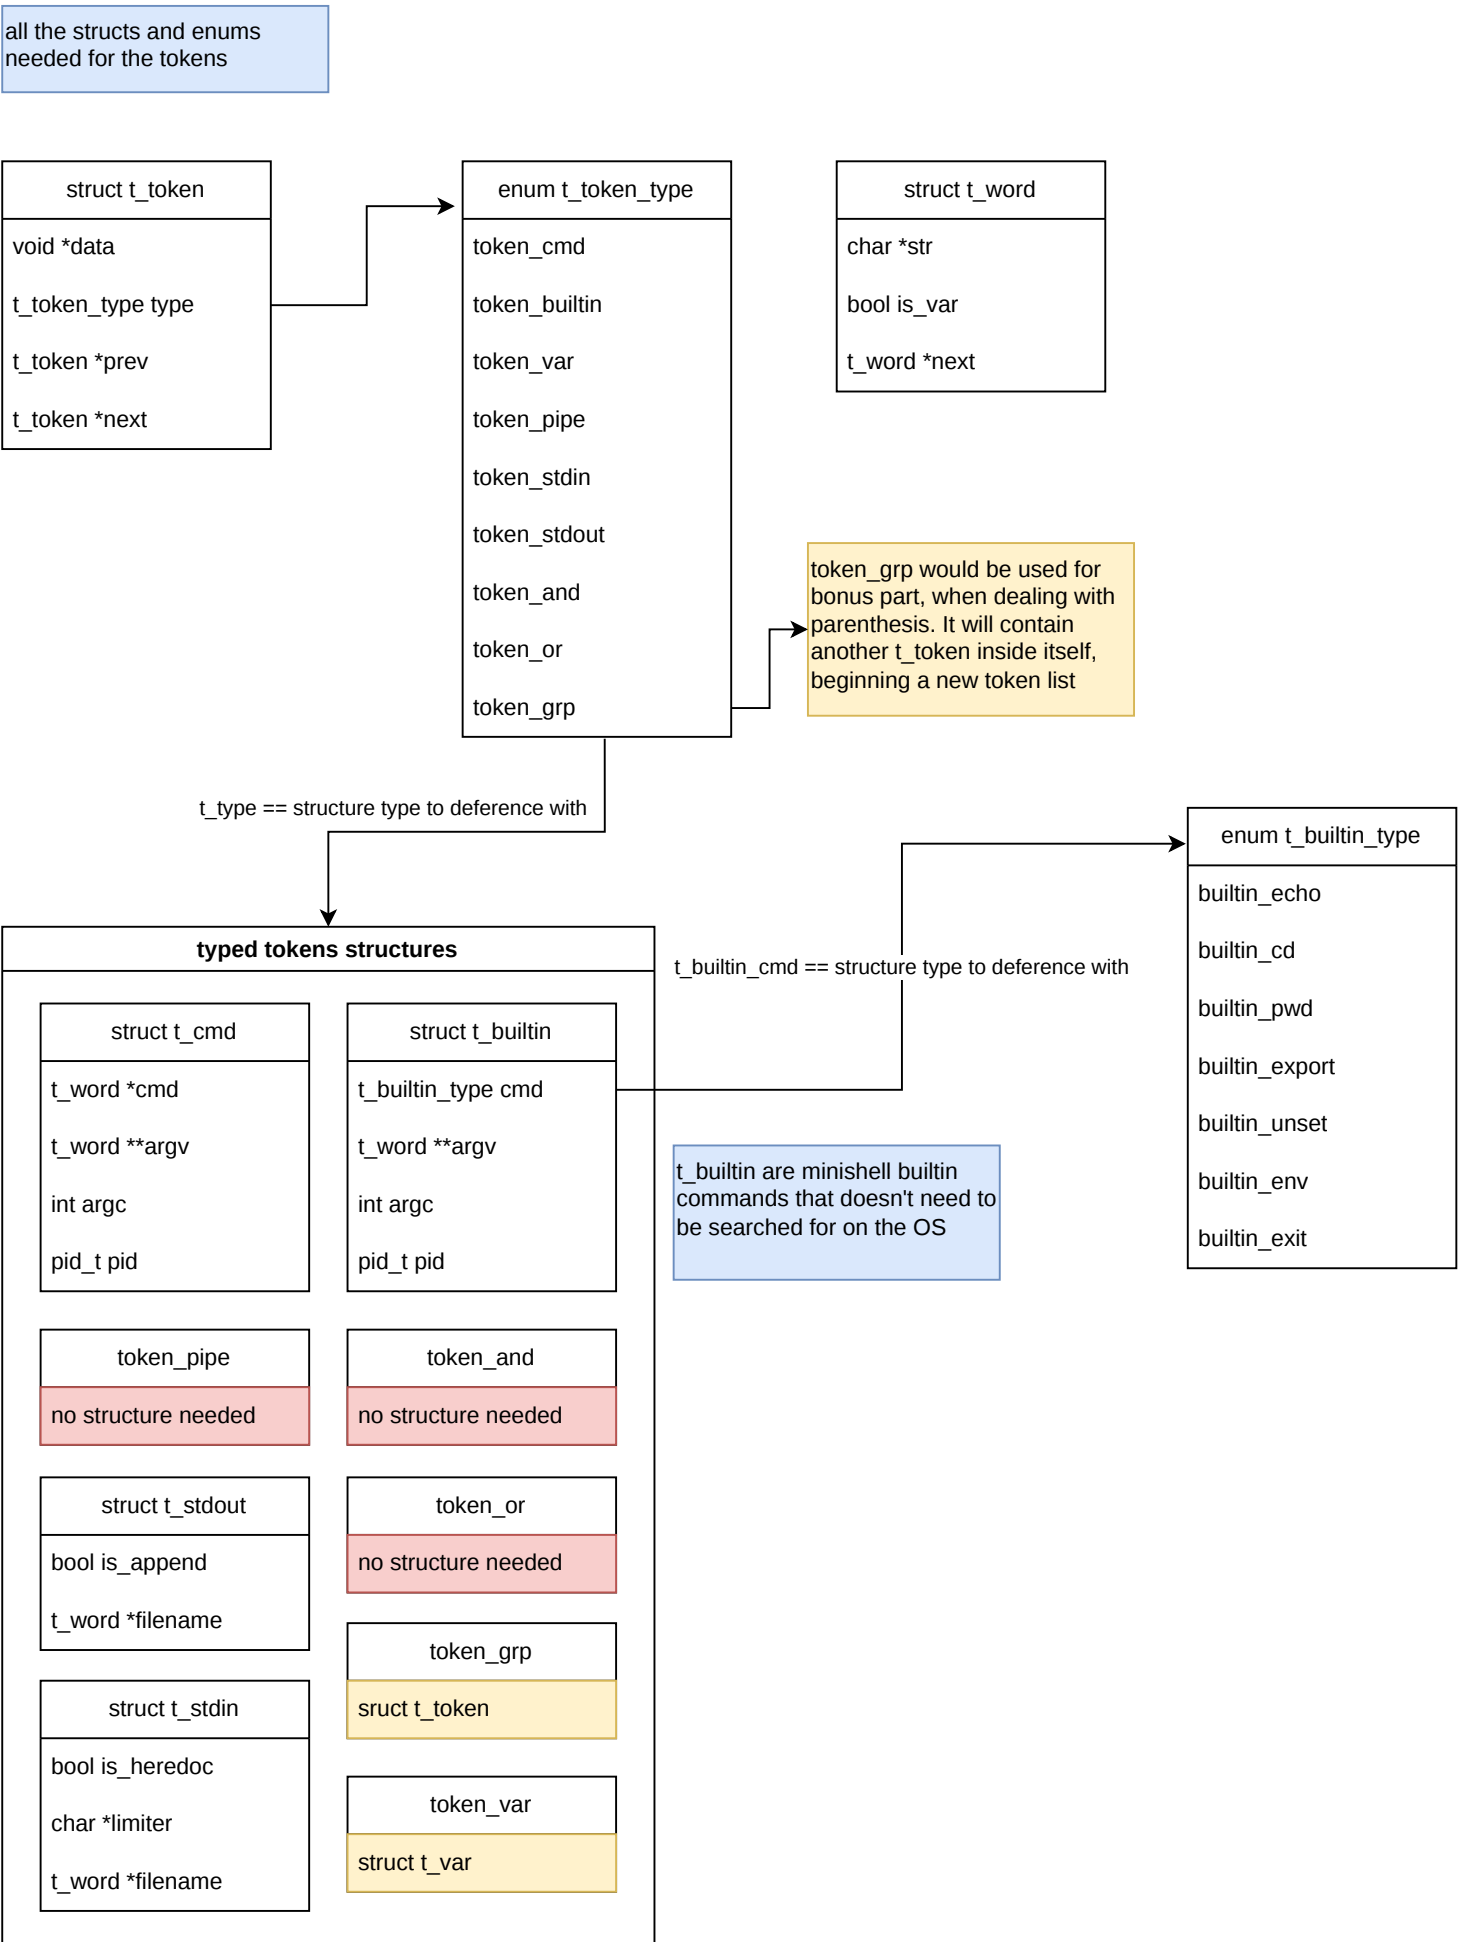 all the structs and enums
needed for the tokens
struct t_token
void *data
t_token_type type
t_token *prev
t_token *next
enum t_token_type
token_cmd
token_builtin
token_var
token_pipe
token_stdin
token_stdout
token_and
token_or
token_grp
struct t_word
char *str
bool is_var
t_word *next
token_grp would be used for
bonus part, when dealing with
parenthesis. It will contain
another t_token inside itself,
beginning a new token list
t_type == structure type to deference with
enum t_builtin_type
builtin_echo
builtin_cd
builtin_pwd
builtin_export
builtin_unset
builtin_env
builtin_exit
t_builtin_cmd == structure type to deference with
typed tokens structures
struct t_cmd
t_word *cmd
t_word **argv
int argc
pid_t pid
struct t_builtin
t_builtin_type cmd
t_word **argv
int argc
pid_t pid
t_builtin are minishell builtin
commands that doesn't need to
be searched for on the OS
token_pipe
no structure needed
token_and
no structure needed
struct t_stdout
bool is_append
t_word *filename
token_or
no structure needed
token_grp
sruct t_token
struct t_stdin
bool is_heredoc
char *limiter
t_word *filename
token_var
struct t_var